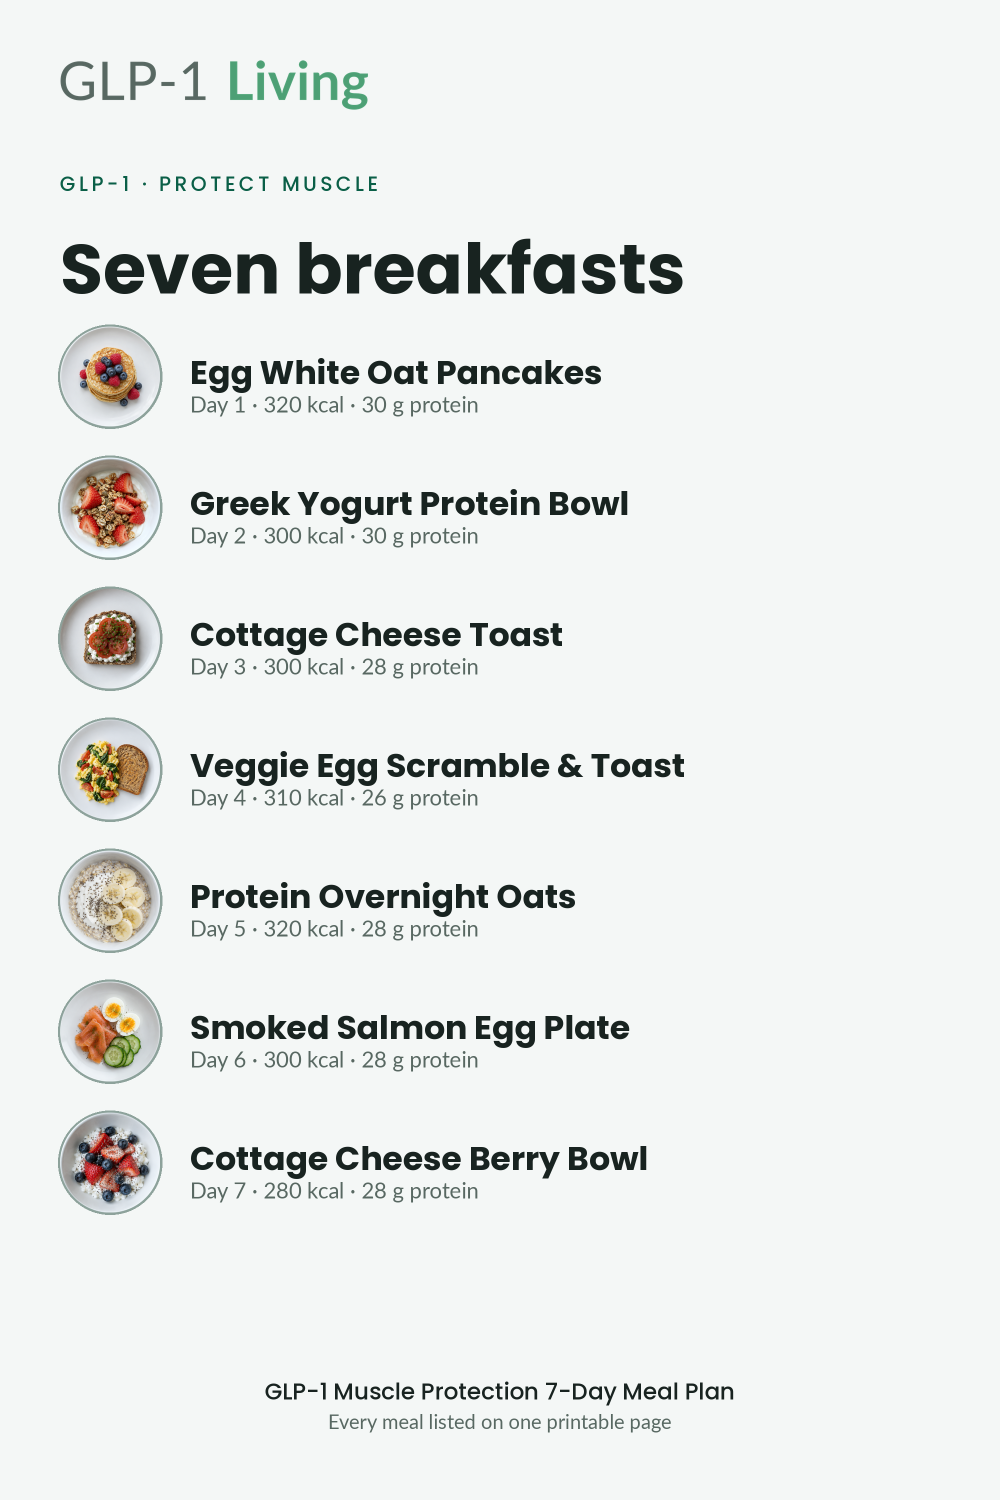 GLP-1 Living
GLP-1 · PROTECT MUSCLE
Seven breakfasts
Egg White Oat Pancakes
Day 1 · 320 kcal · 30 g protein
Greek Yogurt Protein Bowl
Day 2 · 300 kcal · 30 g protein
Cottage Cheese Toast
Day 3 · 300 kcal · 28 g protein
Veggie Egg Scramble & Toast
Day 4 · 310 kcal · 26 g protein
Protein Overnight Oats
Day 5 · 320 kcal · 28 g protein
Smoked Salmon Egg Plate
Day 6 · 300 kcal · 28 g protein
Cottage Cheese Berry Bowl
Day 7 · 280 kcal · 28 g protein
GLP-1 Muscle Protection 7-Day Meal Plan
Every meal listed on one printable page